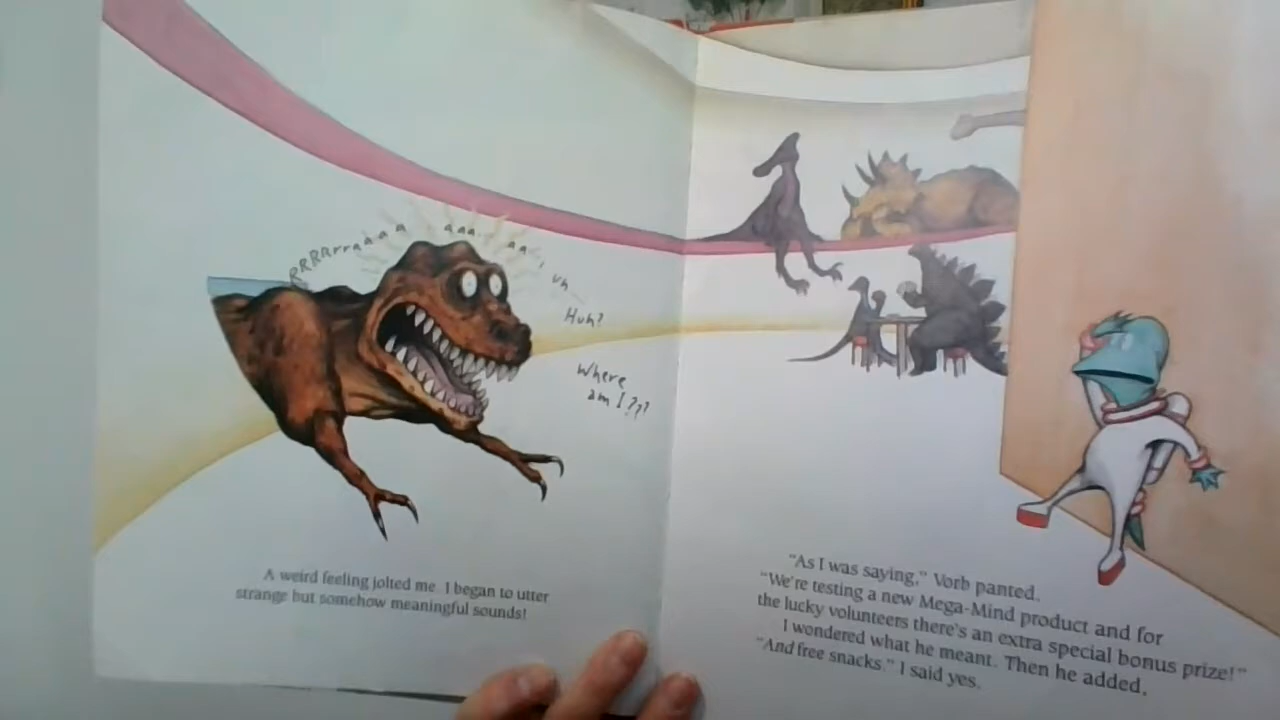 RRRRrrraaaa aaa.. aa..! uh..
Huh?
Where
am I???
A weird feeling jolted me. I began to utter
strange but somehow meaningful sounds!
"As I was saying," Vorb panted.
"We're testing a new Mega-Mind product and for
the lucky volunteers there's an extra special bonus prize!"
I wondered what he meant. Then he added,
"And free snacks." I said yes.